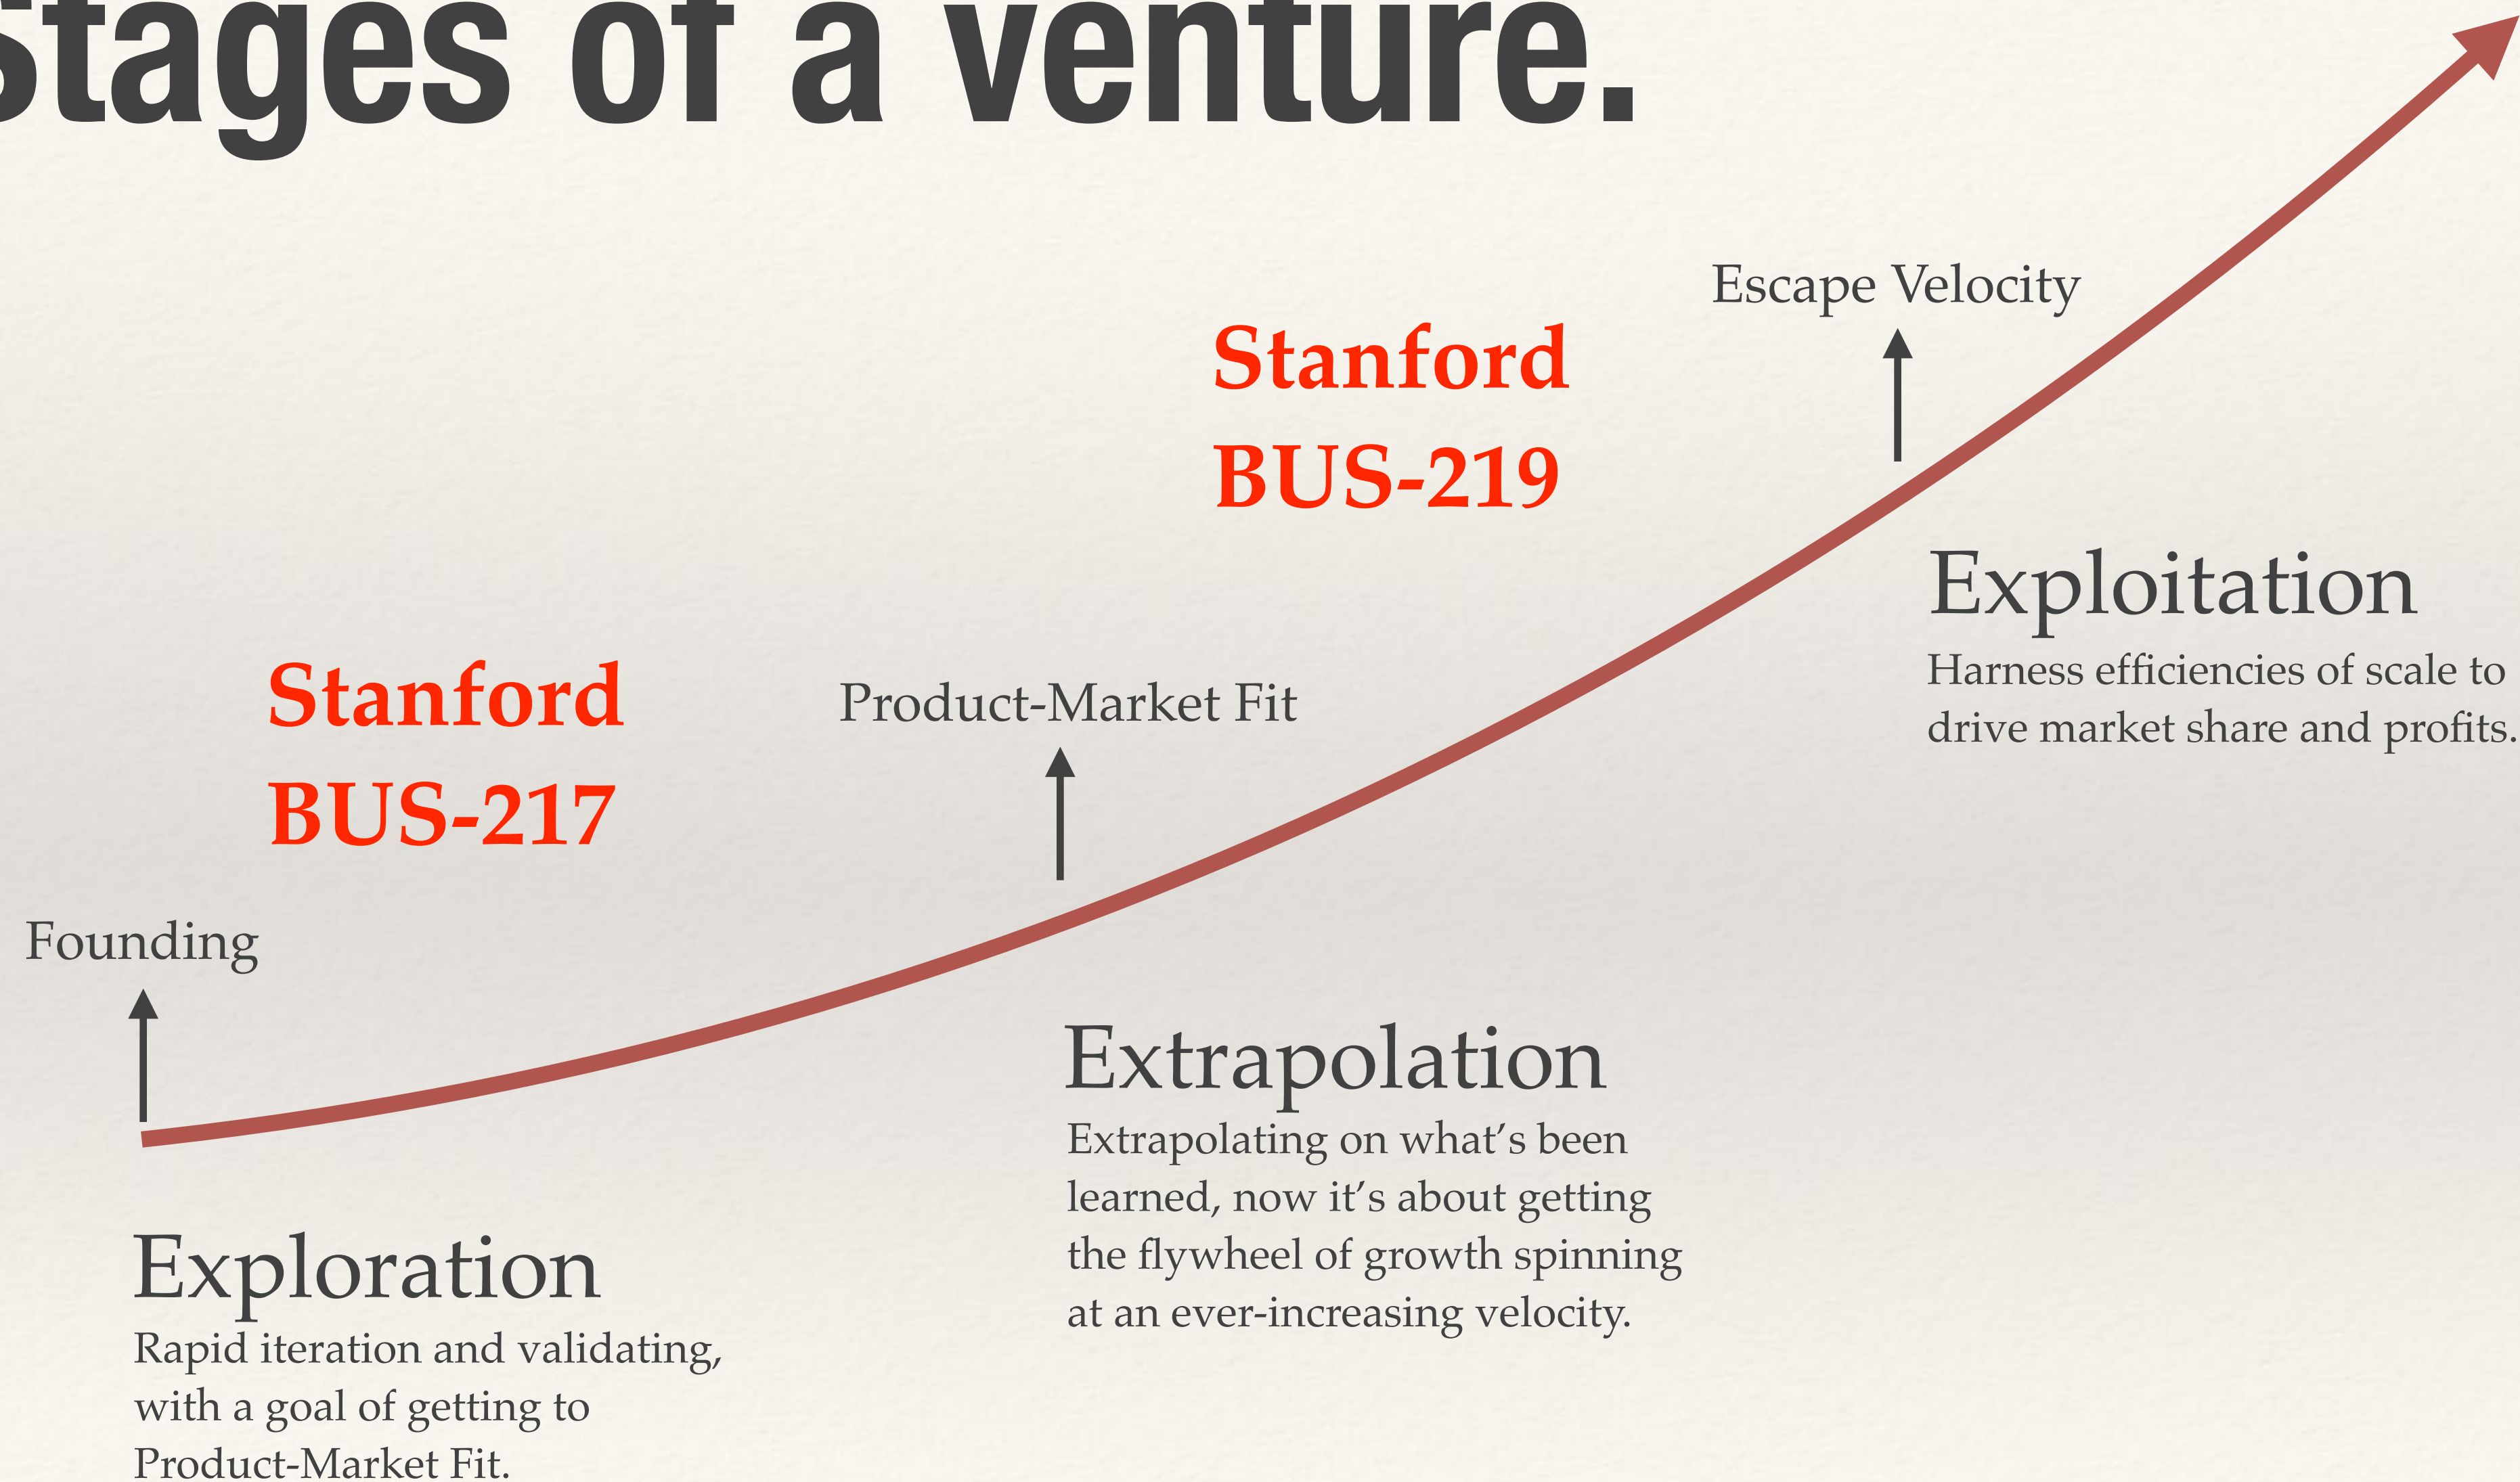 Stages of a venture.
Escape Velocity
Stanford
BUS-219
Exploitation
Harness efficiencies of scale to
drive market share and profits.
Stanford
BUS-217
Product-Market Fit
Founding
Extrapolation
Extrapolating on what’s been
learned, now it’s about getting
the flywheel of growth spinning
at an ever-increasing velocity.
Exploration
Rapid iteration and validating,
with a goal of getting to
Product-Market Fit.